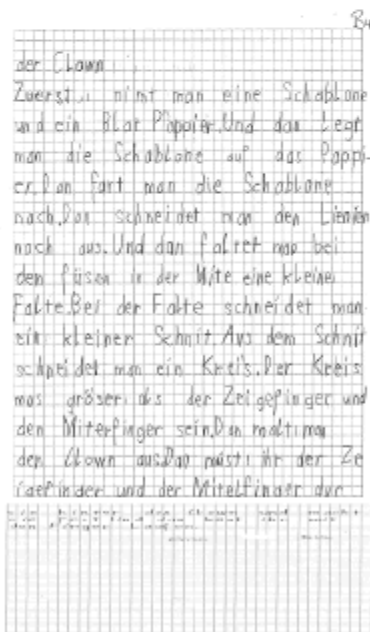 der Clown
Zuerst nimt man eine Schablone
und ein Blat Pappier. Und dan legt
man die Schablone auf das Pappi-
er. Dan fart man die Schablone
nach. Dan schneidet man den Lienien
nach aus. Und dan faltet man bei
den füsen in der Mite eine kleine
Falte. Bei der Falte schneidet man
ein kleiner Schnit. Aus dem Schnit
schneidet man ein Kreis. Der Kreis
mus gröser als der Zeigefinger und
den Mitelfinger sein. Dan malt man
den Clown aus. Dan müst ihr der Ze
igefinger und der Mitelfinger dur